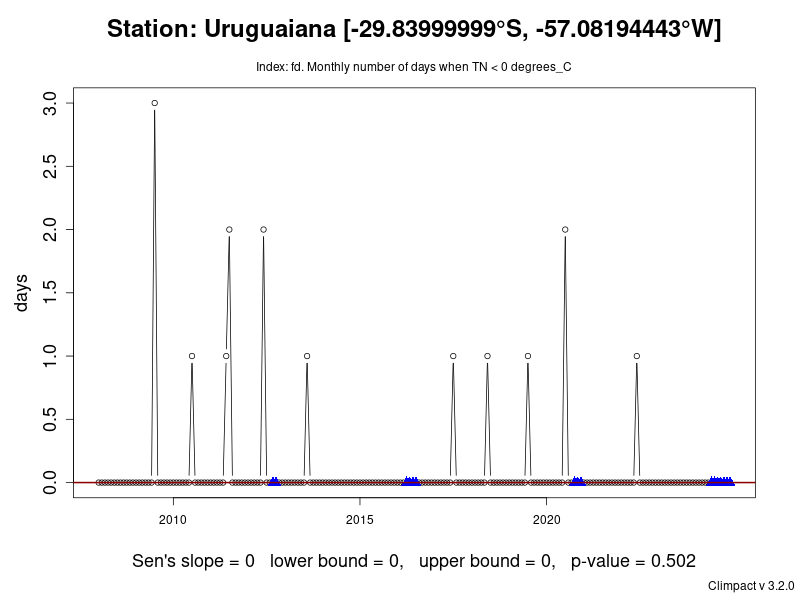 Station: Uruguaiana [-29.83999999°S, -57.08194443°W]
Index: fd. Monthly number of days when TN < 0 degrees_C
3.0
2.5
2.0
1.5
1.0
0.5
0.0
days
2010 2015 2020
Sen's slope = 0 lower bound = 0, upper bound = 0, p-value = 0.502
Climpact v 3.2.0